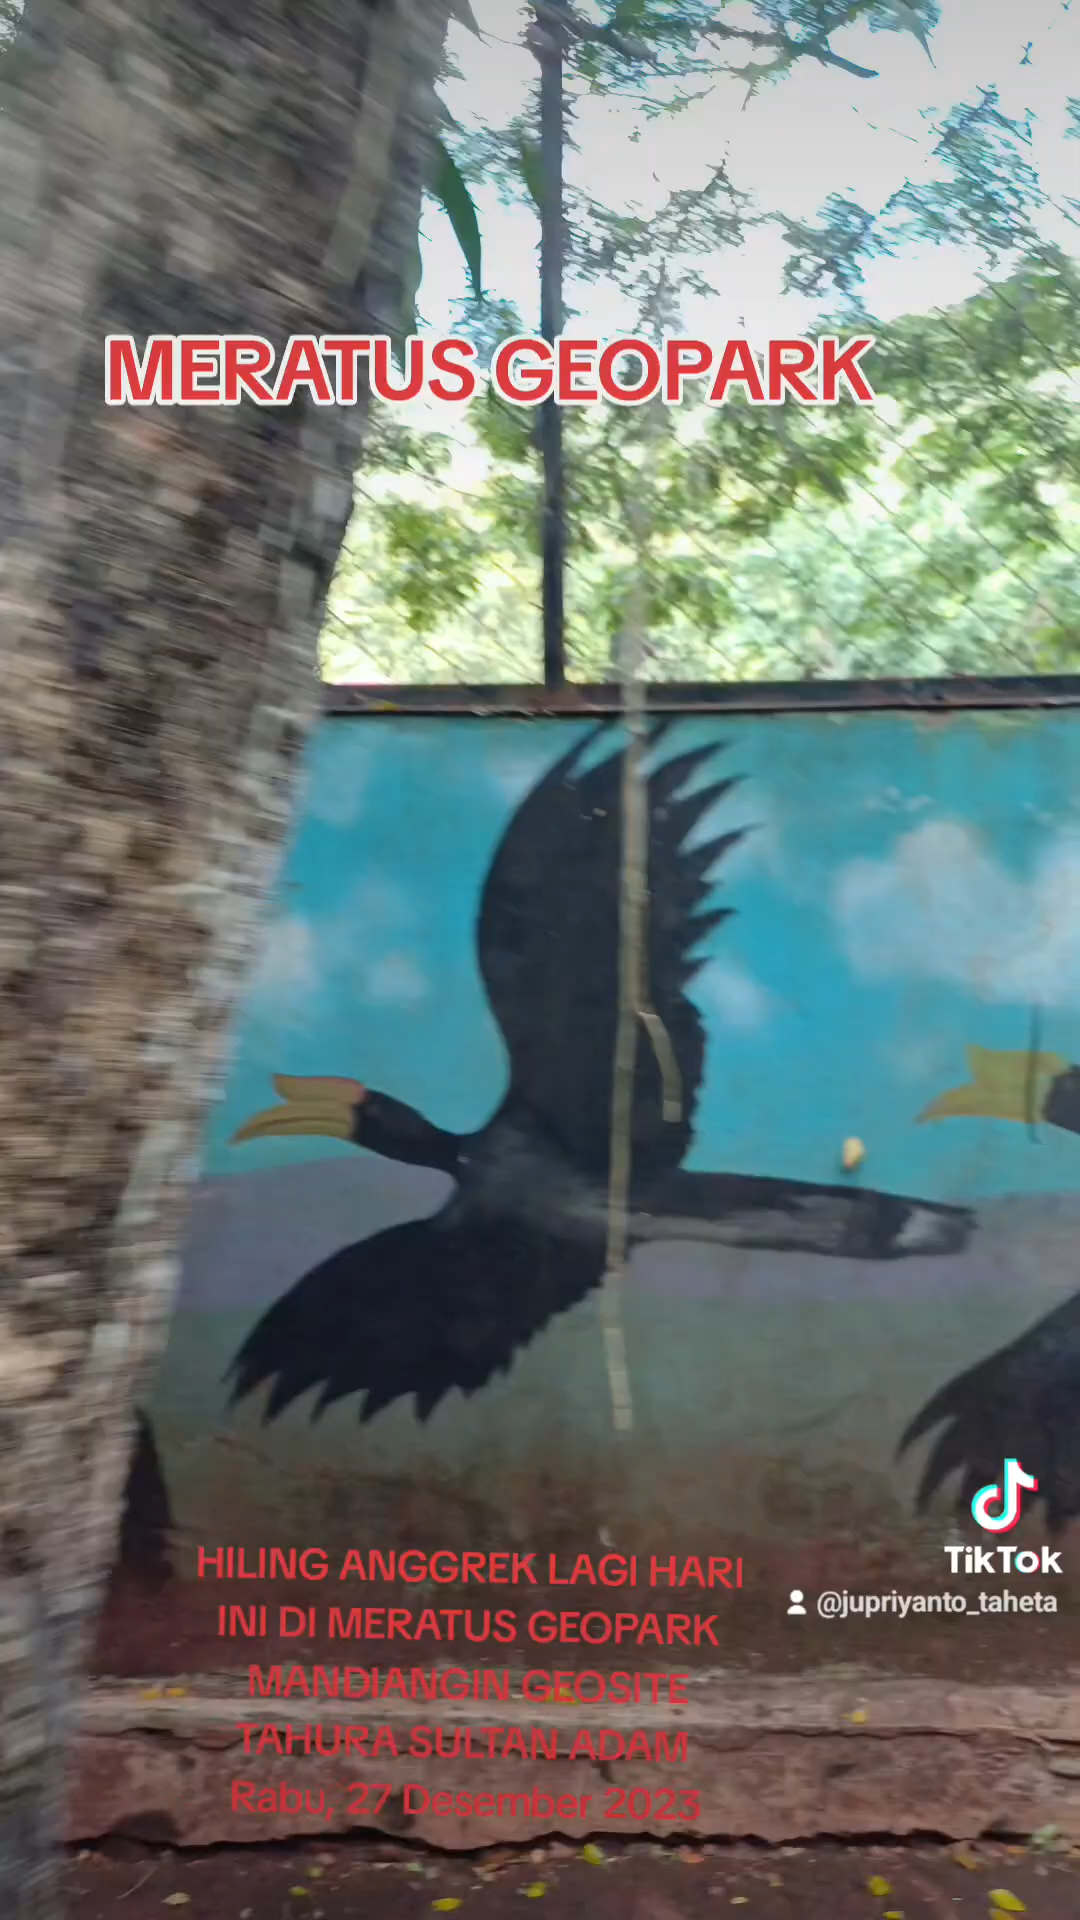 MERATUS GEOPARK
TikTok
@jupriyanto_taheta
HILING ANGGREK LAGI HARI
INI DI MERATUS GEOPARK
MANDIANGIN GEOSITE
TAHURA SULTAN ADAM
Rabu, 27 Desember 2023